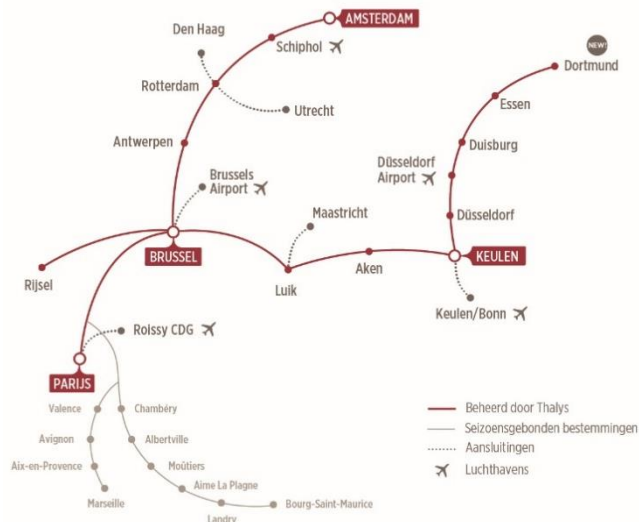 AMSTERDAM
Den Haag
Schiphol
NEW!
Dortmund
Rotterdam
Essen
Utrecht
Antwerpen
Duisburg
Düsseldorf
Airport
Brussels
Airport
Maastricht
Düsseldorf
BRUSSEL
KEULEN
Aken
Rijsel
Luik
Keulen/Bonn
Roissy CDG
PARIJS
Valence
Chambéry
Beheerd door Thalys
Seizoensgebonden bestemmingen
Avignon
Albertville
Aansluitingen
Aix-en-Provence
Moûtiers
Luchthavens
Aime La Plagne
Marseille
Bourg-Saint-Maurice
Landry